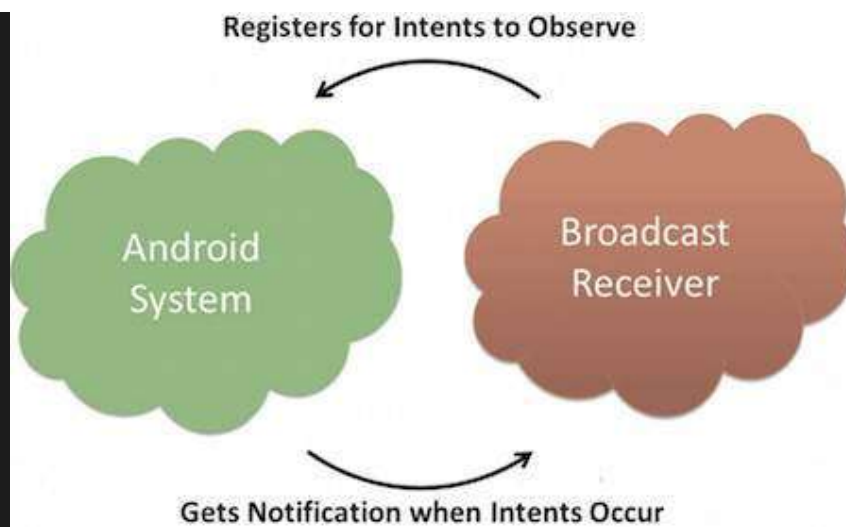 Registers for Intents to Observe
Android
System
Broadcast
Receiver
Gets Notification when Intents Occur